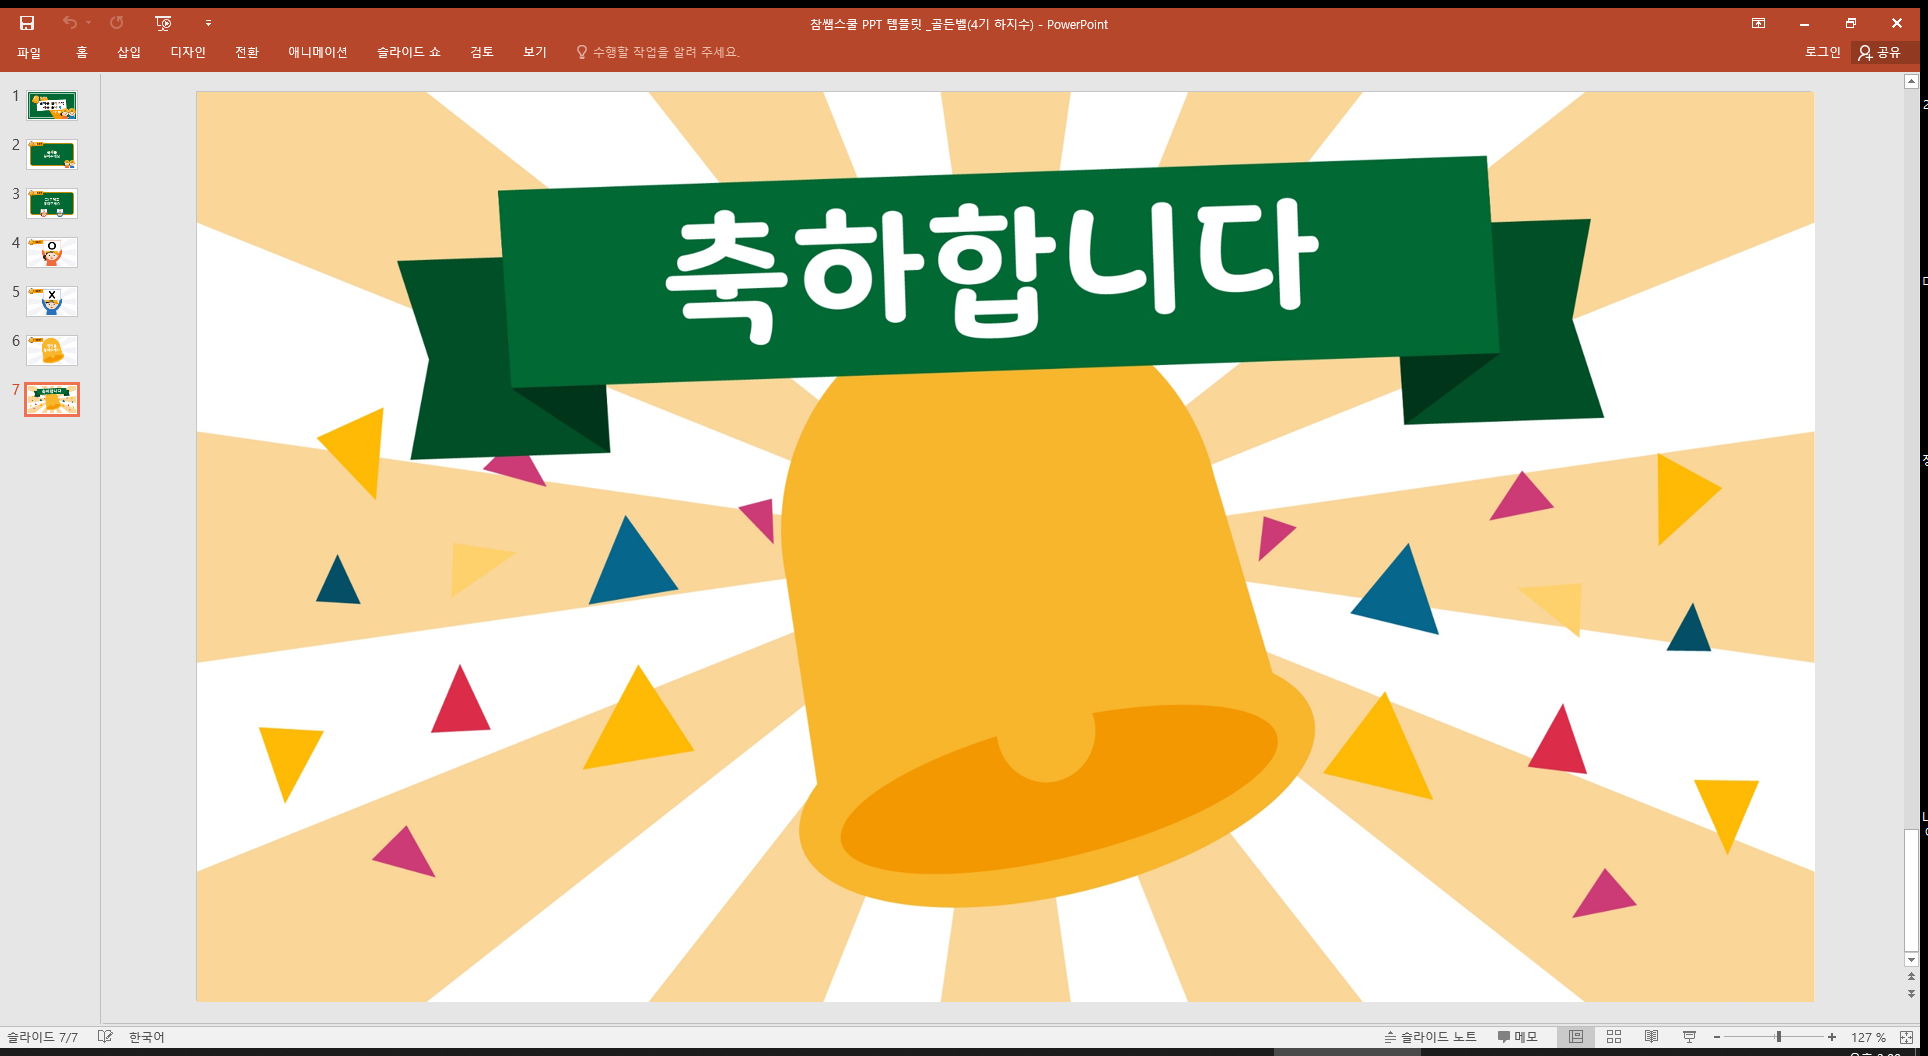 참쌤스쿨 PPT 템플릿 _골든벨(4기 하지수) - PowerPoint
파일 홈 삽입 디자인 전환 애니메이션 슬라이드 쇼 검토 보기 수행할 작업을 알려 주세요. 로그인 공유
1
2
3
4
O
5
X
6
7
축하합니다
슬라이드 7/7 한국어 슬라이드 노트 메모 127 %